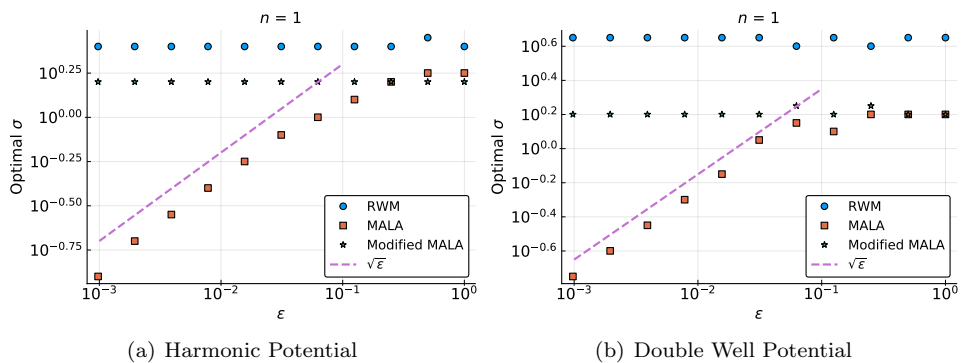 n = 1
Optimal σ
10^0.25
10^0.00
10^−0.25
10^−0.50
10^−0.75
RWM
MALA
Modified MALA
√ε
10^−3
10^−2
10^−1
10^0
ε
(a) Harmonic Potential
n = 1
Optimal σ
10^0.6
10^0.4
10^0.2
10^0.0
10^−0.2
10^−0.4
10^−0.6
RWM
MALA
Modified MALA
√ε
10^−3
10^−2
10^−1
10^0
ε
(b) Double Well Potential